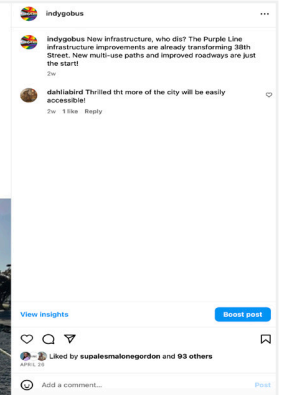 indygobus
indygobus New infrastructure, who dis? The Purple Line
infrastructure improvements are already transforming 38th
Street. New multi-use paths and improved roadways are just
the start!
2w
dahliabird Thrilled tht more of the city will be easily
accessible!
2w 1 like Reply
View insights
Boost post
Liked by supalesmalonegordon and 93 others
APRIL 25
Add a comment...
Post